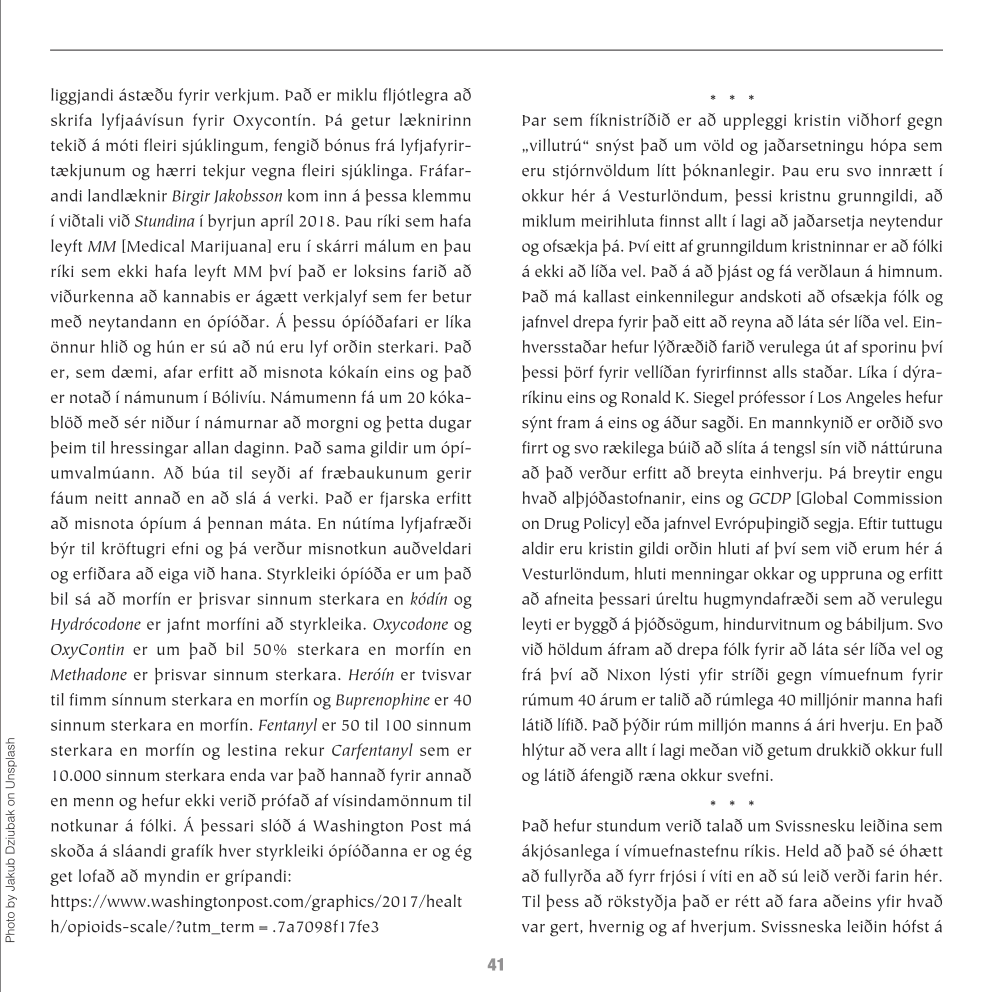 liggjandi ástæðu fyrir verkjum. Það er miklu fljótlegra að
skrifa lyfjaávísun fyrir Oxycontín. Þá getur læknirinn
tekið á móti fleiri sjúklingum, fengið bónus frá lyfjafyrir-
tækjunum og hærri tekjur vegna fleiri sjúklinga. Fráfar-
andi landlæknir Birgir Jakobsson kom inn á þessa klemmu
í viðtali við Stundina í byrjun apríl 2018. Þau ríki sem hafa
leyft MM [Medical Marijuana] eru í skárri málum en þau
ríki sem ekki hafa leyft MM því það er loksins farið að
viðurkenna að kannabis er ágætt verkjalyf sem fer betur
með neytandann en ópíóðar. Á þessu ópíóðafari er líka
önnur hlið og hún er sú að nú eru lyf orðin sterkari. Það
er, sem dæmi, afar erfitt að misnota kókaín eins og það
er notað í námunum í Bólivíu. Námumenn fá um 20 kóka-
blöð með sér niður í námurnar að morgni og þetta dugar
þeim til hressingar allan daginn. Það sama gildir um ópí-
umvalmúann. Að búa til seyði af fræbaukunum gerir
fáum neitt annað en að slá á verki. Það er fjarska erfitt
að misnota ópíum á þennan máta. En nútíma lyfjafræði
býr til kröftugri efni og þá verður misnotkun auðveldari
og erfiðara að eiga við hana. Styrkleiki ópíóða er um það
bil sá að morfín er þrisvar sinnum sterkara en kódín og
Hydrócodone er jafnt morfíni að styrkleika. Oxycodone og
OxyContin er um það bil 50% sterkara en morfín en
Methadone er þrisvar sinnum sterkara. Heróín er tvisvar
til fimm sínnum sterkara en morfín og Buprenophine er 40
sinnum sterkara en morfín. Fentanyl er 50 til 100 sinnum
sterkara en morfín og lestina rekur Carfentanyl sem er
10.000 sinnum sterkara enda var það hannað fyrir annað
en menn og hefur ekki verið prófað af vísindamönnum til
notkunar á fólki. Á þessari slóð á Washington Post má
skoða á sláandi grafík hver styrkleiki ópíóðanna er og ég
get lofað að myndin er grípandi:
https://www.washingtonpost.com/graphics/2017/healt
h/opioids-scale/?utm_term = .7a7098f17fe3
* * *
Þar sem fíknistríðið er að uppleggi kristin viðhorf gegn
„villutrú“ snýst það um völd og jaðarsetningu hópa sem
eru stjórnvöldum lítt þóknanlegir. Þau eru svo innrætt í
okkur hér á Vesturlöndum, þessi kristnu grunngildi, að
miklum meirihluta finnst allt í lagi að jaðarsetja neytendur
og ofsækja þá. Því eitt af grunngildum kristninnar er að fólki
á ekki að líða vel. Það á að þjást og fá verðlaun á himnum.
Það má kallast einkennilegur andskoti að ofsækja fólk og
jafnvel drepa fyrir það eitt að reyna að láta sér líða vel. Ein-
hversstaðar hefur lýðræðið farið verulega út af sporinu því
þessi þörf fyrir vellíðan fyrirfinnst alls staðar. Líka í dýra-
ríkinu eins og Ronald K. Siegel prófessor í Los Angeles hefur
sýnt fram á eins og áður sagði. En mannkynið er orðið svo
firrt og svo rækilega búið að slíta á tengsl sín við náttúruna
að það verður erfitt að breyta einhverju. Þá breytir engu
hvað alþjóðastofnanir, eins og GCDP [Global Commission
on Drug Policy] eða jafnvel Evrópuþingið segja. Eftir tuttugu
aldir eru kristin gildi orðin hluti af því sem við erum hér á
Vesturlöndum, hluti menningar okkar og uppruna og erfitt
að afneita þessari úreltu hugmyndafræði sem að verulegu
leyti er byggð á þjóðsögum, hindurvitnum og bábiljum. Svo
við höldum áfram að drepa fólk fyrir að láta sér líða vel og
frá því að Nixon lýsti yfir stríði gegn vímuefnum fyrir
rúmum 40 árum er talið að rúmlega 40 milljónir manna hafi
látið lífið. Það þýðir rúm milljón manns á ári hverju. En það
hlýtur að vera allt í lagi meðan við getum drukkið okkur full
og látið áfengið ræna okkur svefni.
* * *
Það hefur stundum verið talað um Svissnesku leiðina sem
ákjósanlega í vímuefnastefnu ríkis. Held að það sé óhætt
að fullyrða að fyrr frjósi í víti en að sú leið verði farin hér.
Til þess að rökstyðja það er rétt að fara aðeins yfir hvað
var gert, hvernig og af hverjum. Svissneska leiðin hófst á
Photo by Jakub Dziubak on Unsplash
41